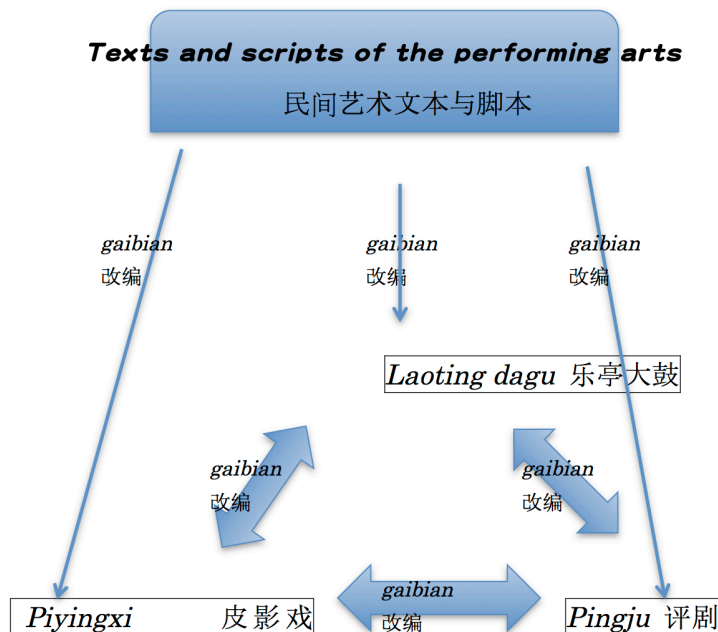 Texts and scripts of the performing arts
民间艺术文本与脚本
gaibian
改编
gaibian
改编
gaibian
改编
Laoting dagu 乐亭大鼓
gaibian
改编
gaibian
改编
Piyingxi 皮影戏
gaibian
改编
Pingju 评剧